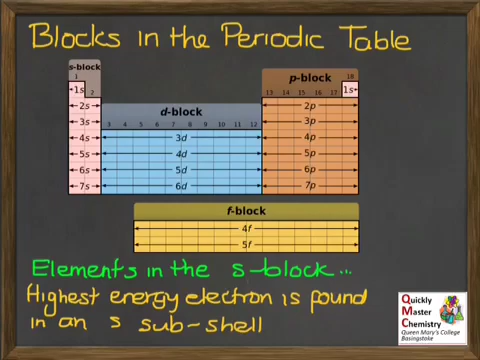 Blocks in the Periodic Table
s-block
1
2
1s
2s
3s
4s
5s
6s
7s
d-block
3 4 5 6 7 8 9 10 11 12
3d
4d
5d
6d
p-block
18
13 14 15 16 17
1s
2p
3p
4p
5p
6p
7p
f-block
4f
5f
Elements in the s-block...
Highest energy electron is pound
in an s sub-shell
Quickly
Master
Chemistry
Queen Mary's College
Basingstoke